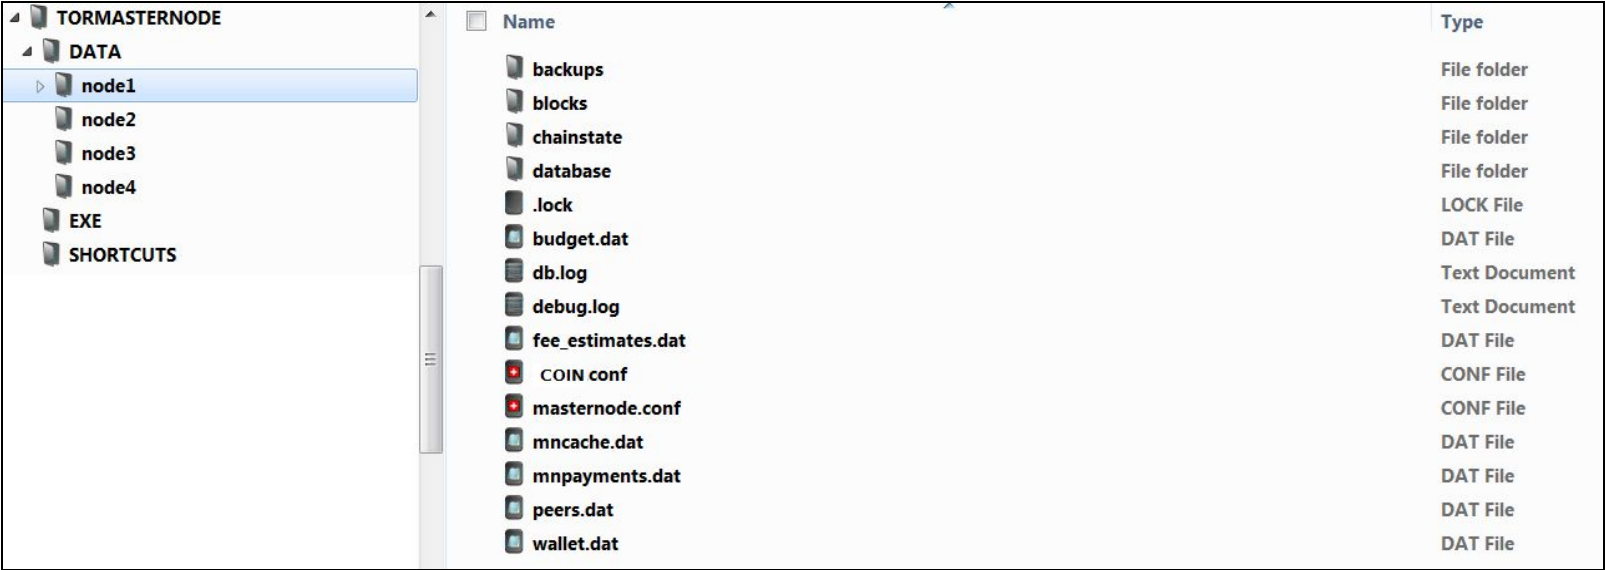 TORMASTERNODE
DATA
node1
node2
node3
node4
EXE
SHORTCUTS
Name Type
backups File folder
blocks File folder
chainstate File folder
database File folder
.lock LOCK File
budget.dat DAT File
db.log Text Document
debug.log Text Document
fee_estimates.dat DAT File
COIN conf CONF File
masternode.conf CONF File
mncache.dat DAT File
mnpayments.dat DAT File
peers.dat DAT File
wallet.dat DAT File